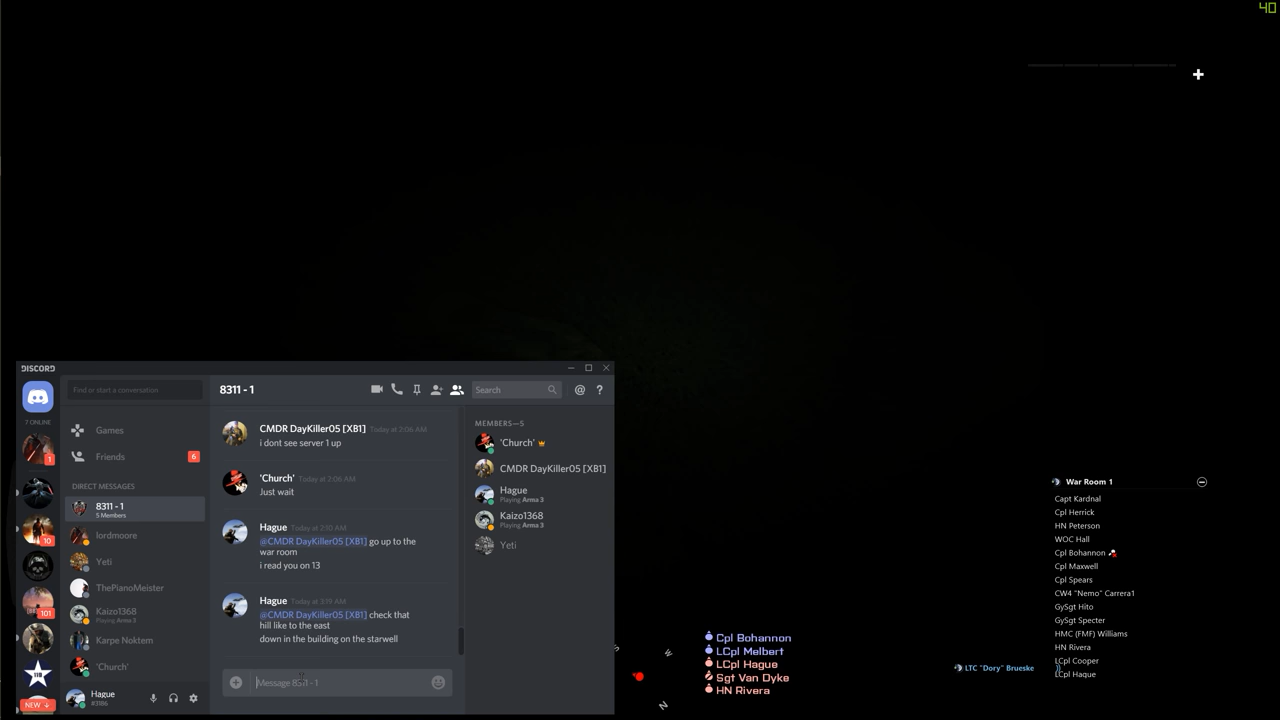 40
DISCORD
7 ONLINE
1
10
101
NEW
Find or start a conversation
Games
Friends
6
DIRECT MESSAGES
8311 - 1
5 Members
lordmoore
Yeti
ThePianoMeister
Kaizo1368
Playing Arma 3
Karpe Noktem
'Church'
Hague
#3186
8311 - 1
Search
@
?
CMDR DayKiller05 [XB1] Today at 2:06 AM
i dont see server 1 up
'Church' Today at 2:06 AM
Just wait
Hague Today at 2:10 AM
@CMDR DayKiller05 [XB1] go up to the
war room
i read you on 13
Hague Today at 3:19 AM
@CMDR DayKiller05 [XB1] check that
hill like to the east
down in the building on the starwell
Message 8311 - 1
MEMBERS—5
'Church'
CMDR DayKiller05 [XB1]
Hague
Playing Arma 3
Kaizo1368
Playing Arma 3
Yeti
N
Cpl Bohannon
LCpl Melbert
LCpl Hague
Sgt Van Dyke
HN Rivera
LTC "Dory" Brueske
War Room 1
Capt Kardnal
Cpl Herrick
HN Peterson
WOC Hall
Cpl Bohannon
Cpl Maxwell
Cpl Spears
CW4 "Nemo" Carrera1
GySgt Hito
GySgt Specter
HMC (FMF) Williams
HN Rivera
LCpl Cooper
LCpl Hague